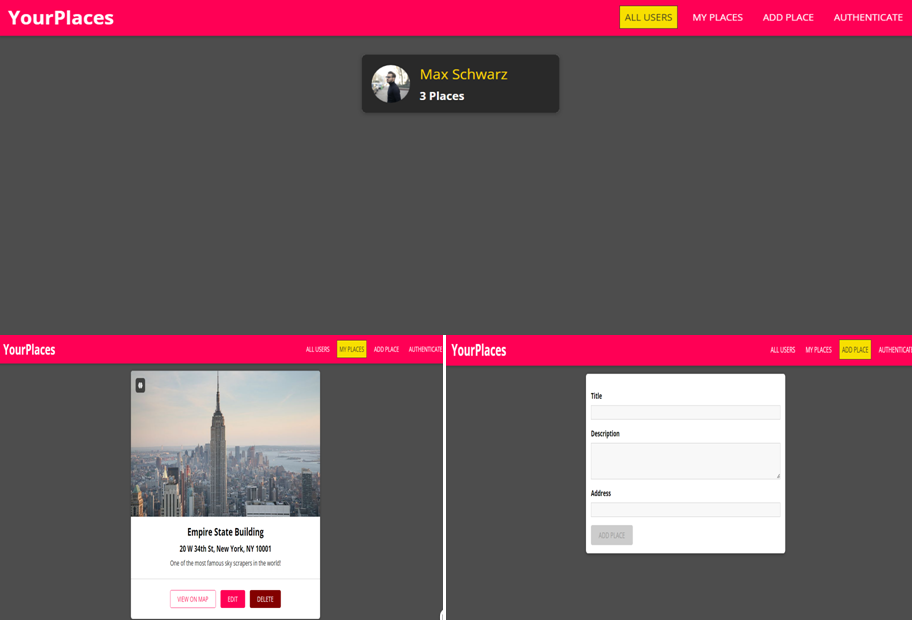 YourPlaces
ALL USERS MY PLACES ADD PLACE AUTHENTICATE
Max Schwarz
3 Places
YourPlaces
ALL USERS MY PLACES ADD PLACE AUTHENTICATE
Empire State Building
20 W 34th St, New York, NY 10001
One of the most famous sky scrapers in the world!
VIEW ON MAP EDIT DELETE
YourPlaces
ALL USERS MY PLACES ADD PLACE AUTHENTICATE
Title
Description
Address
ADD PLACE